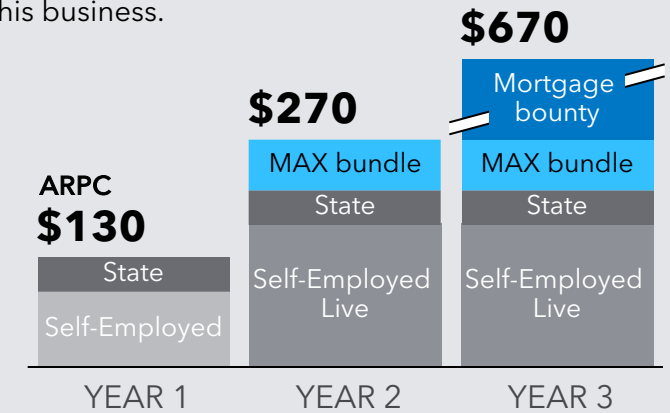 his business.
$670
Mortgage
bounty
$270
MAX bundle
MAX bundle
ARPC
$130
State
State
State
Self-Employed
Live
Self-Employed
Live
Self-Employed
YEAR 1
YEAR 2
YEAR 3